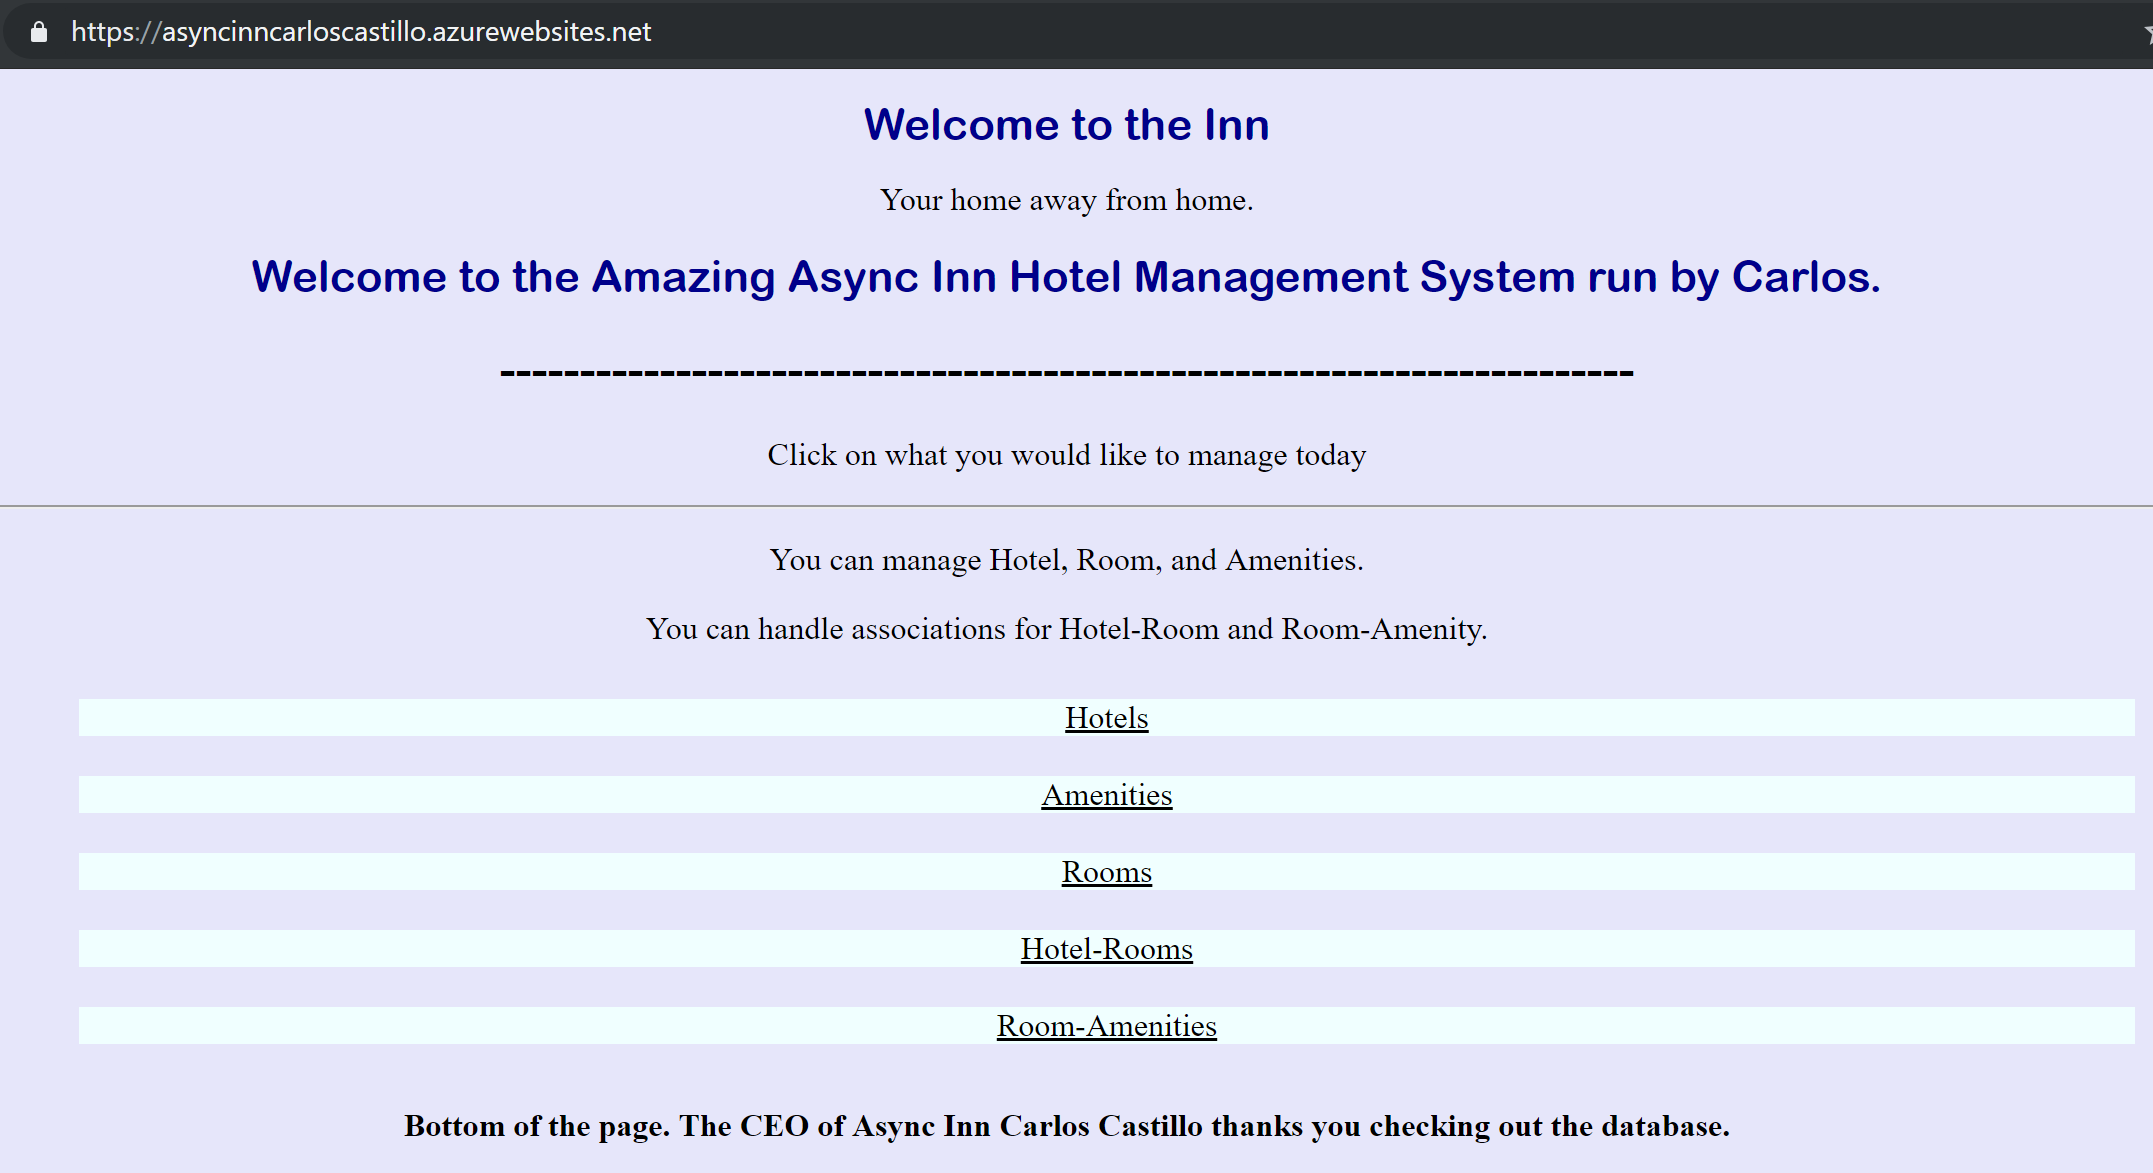 https://asyncinncarloscastillo.azurewebsites.net
Welcome to the Inn
Your home away from home.
Welcome to the Amazing Async Inn Hotel Management System run by Carlos.
-----------------------------------------------------------------------
Click on what you would like to manage today
You can manage Hotel, Room, and Amenities.
You can handle associations for Hotel-Room and Room-Amenity.
Hotels
Amenities
Rooms
Hotel-Rooms
Room-Amenities
Bottom of the page. The CEO of Async Inn Carlos Castillo thanks you checking out the database.